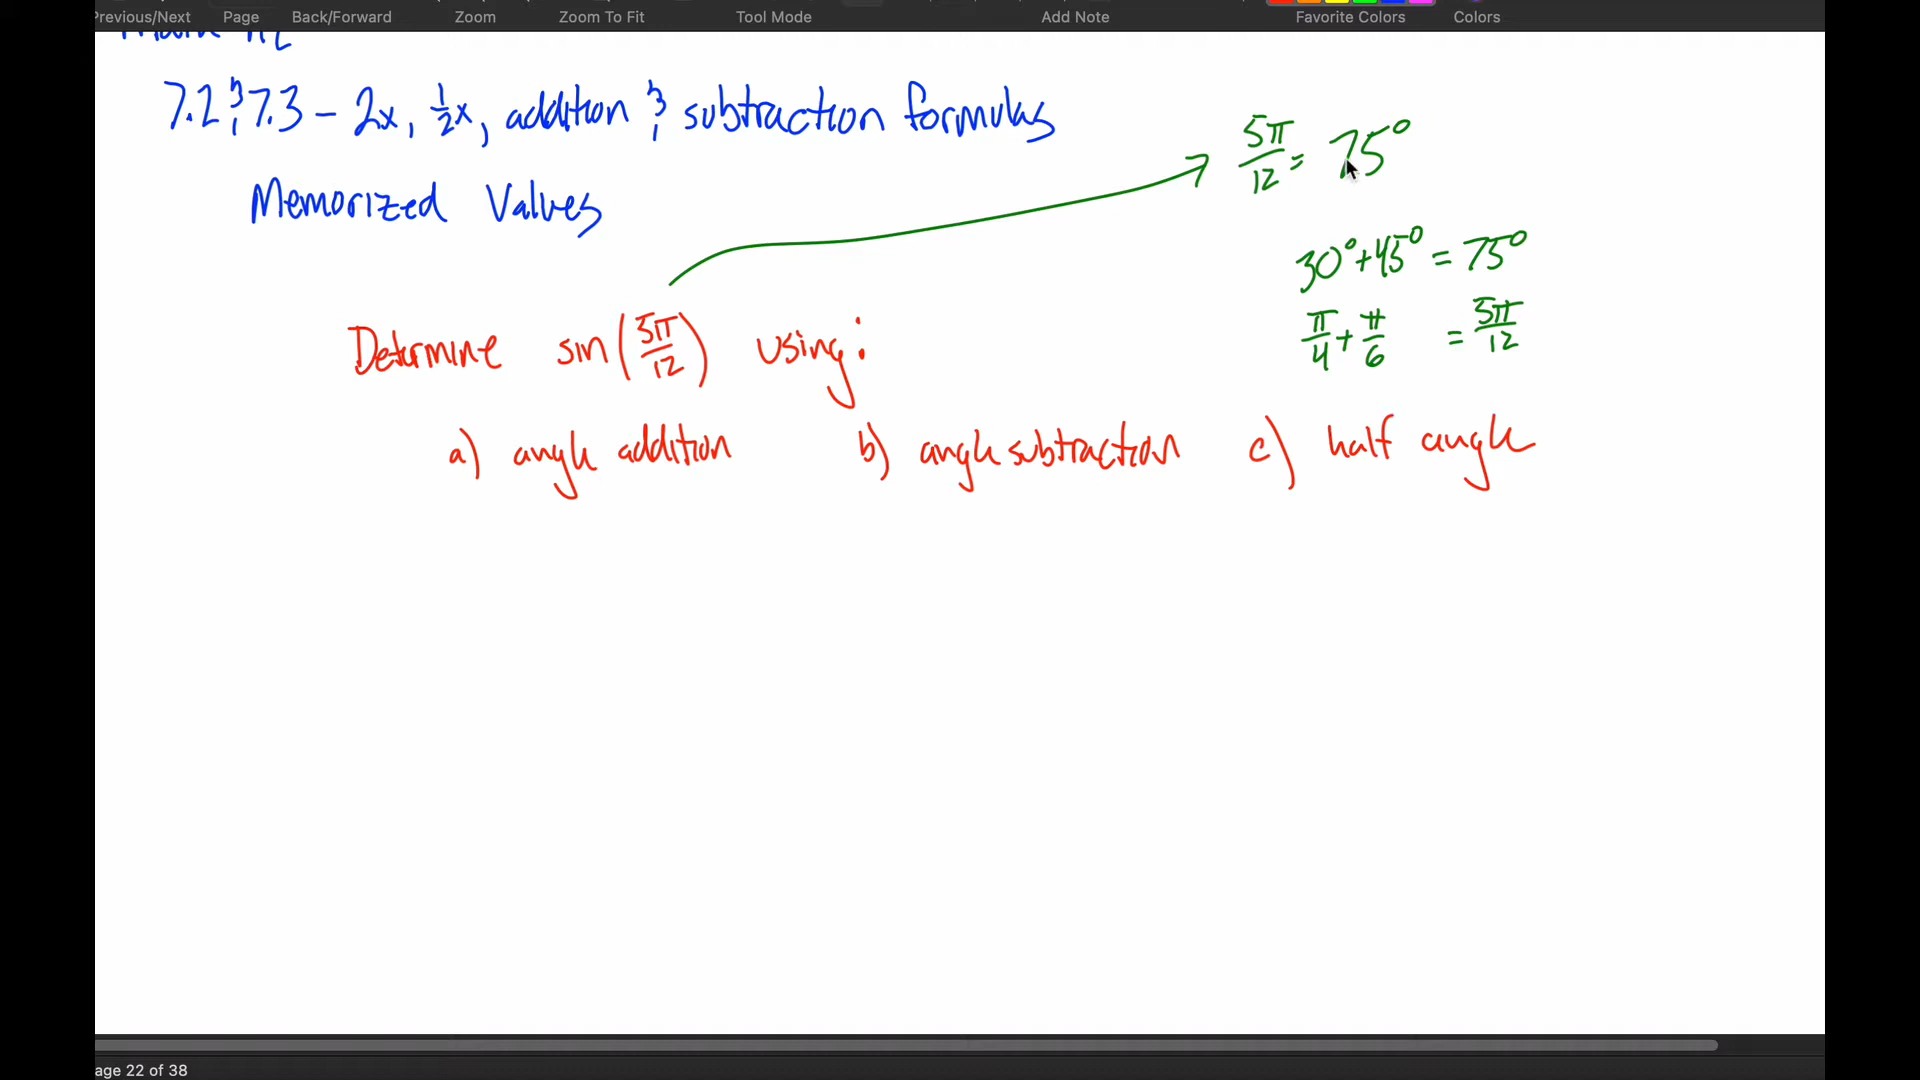 Previous/Next Page Back/Forward Zoom Zoom To Fit Tool Mode Add Note Favorite Colors Colors
7.2 & 7.3 - 2x, 1/2x, addition & subtraction formulas
5π/12 = 75°
Memorized Values
30° + 45° = 75°
π/4 + π/6 = 5π/12
Determine sin(5π/12) using:
a) angle addition b) angle subtraction c) half angle
age 22 of 38